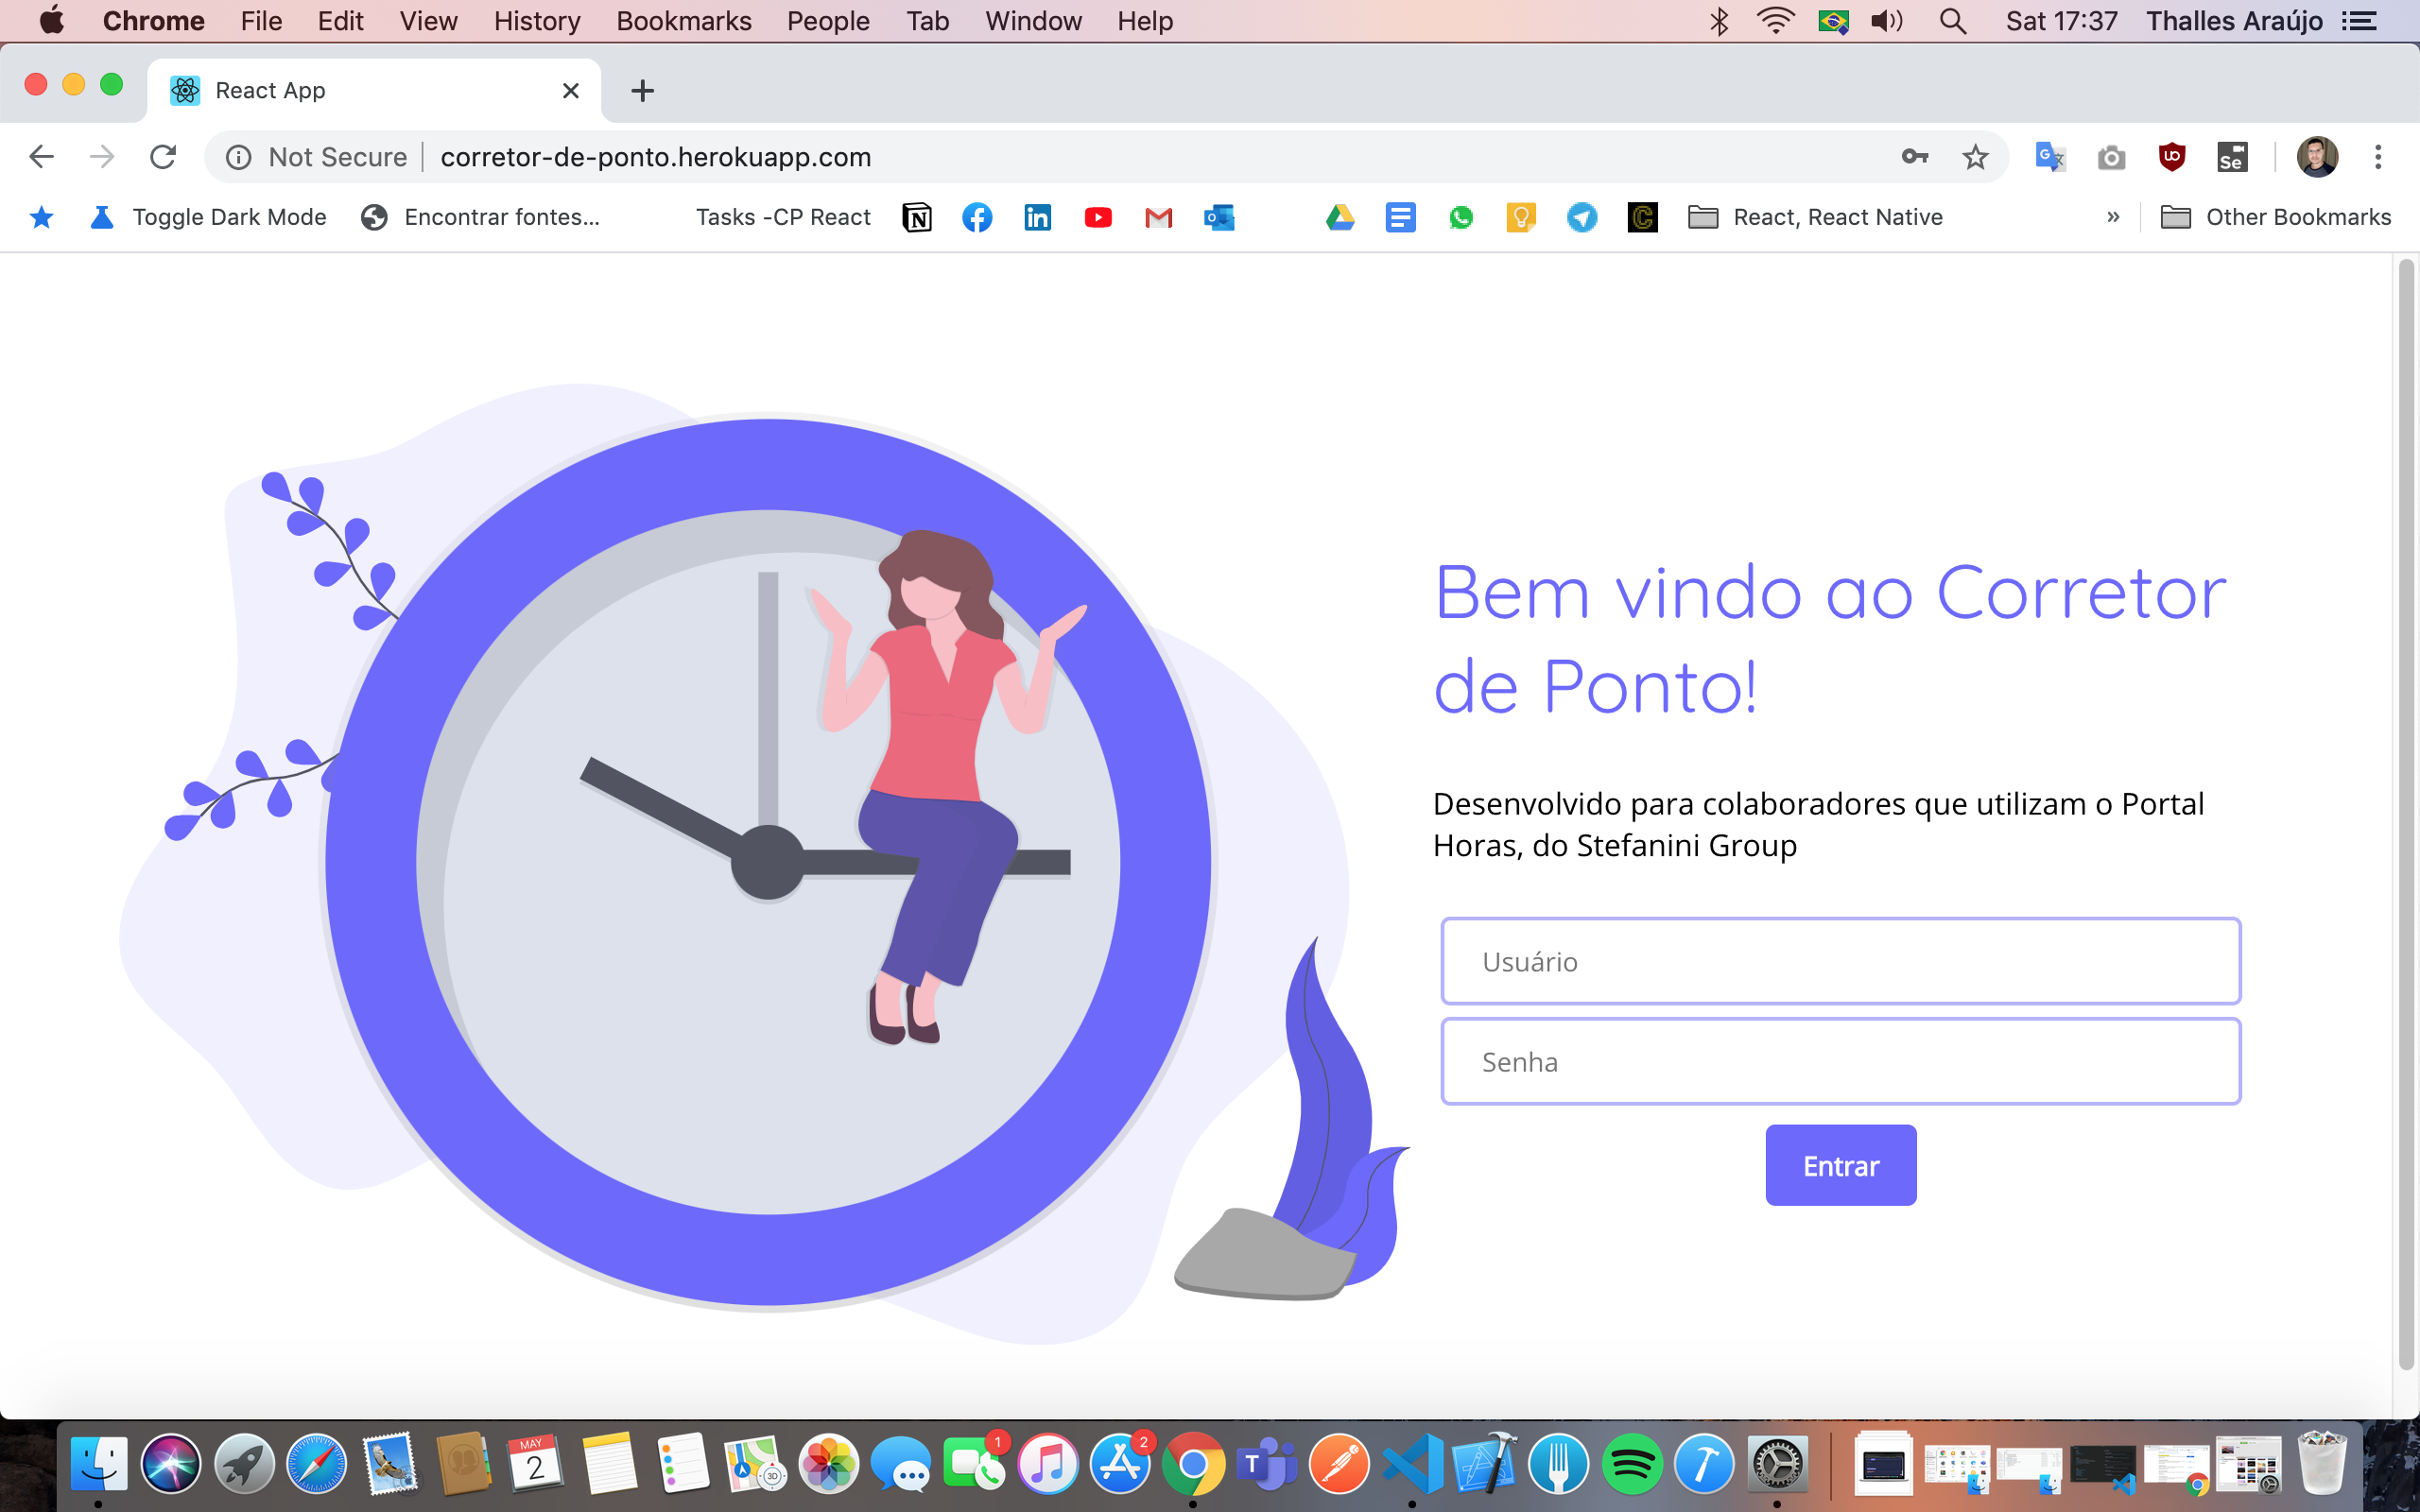 Chrome File Edit View History Bookmarks People Tab Window Help Sat 17:37 Thalles Araújo
React App
Not Secure corretor-de-ponto.herokuapp.com
Toggle Dark Mode Encontrar fontes... Tasks -CP React React, React Native » Other Bookmarks
Bem vindo ao Corretor
de Ponto!
Desenvolvido para colaboradores que utilizam o Portal
Horas, do Stefanini Group
Usuário
Senha
Entrar
MAY
2
3D
1
2
T